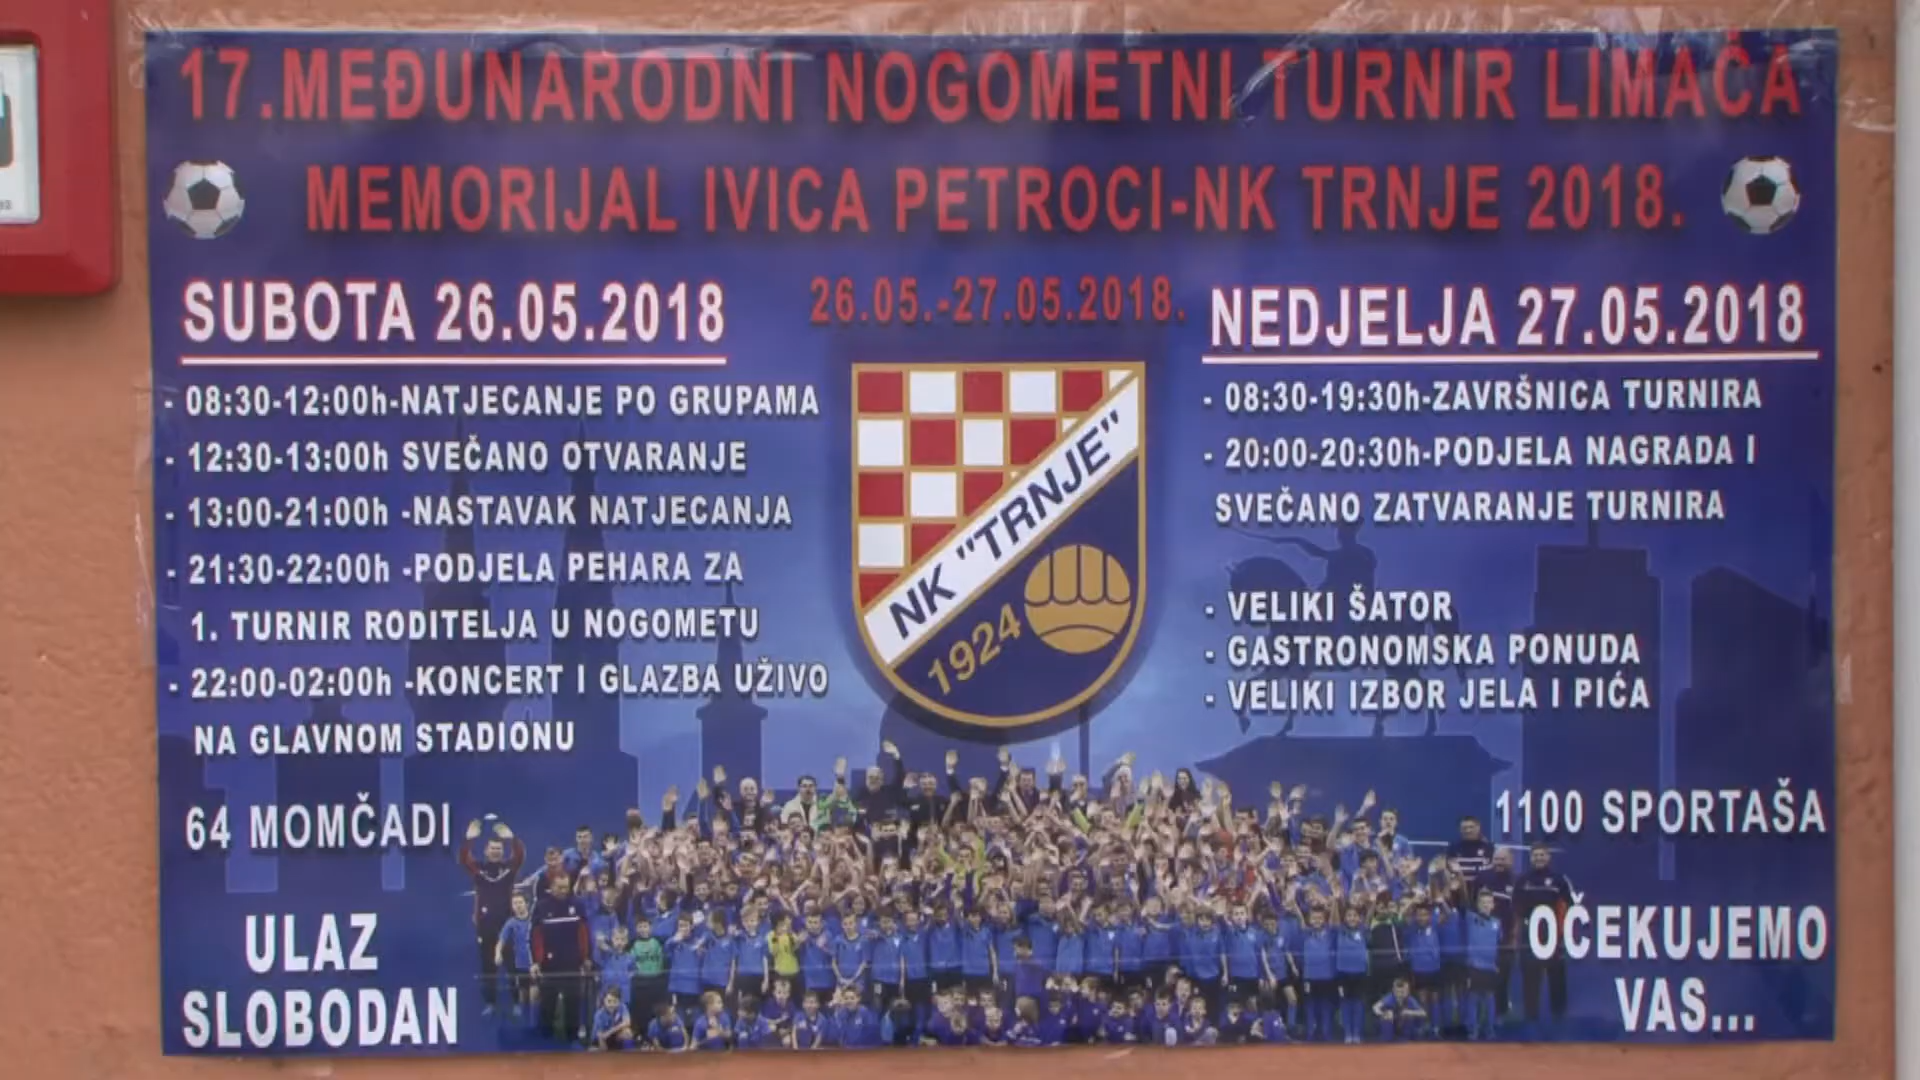 17.MEĐUNARODNI NOGOMETNI TURNIR LIMAČA
MEMORIJAL IVICA PETROCI-NK TRNJE 2018.
26.05.-27.05.2018.
SUBOTA 26.05.2018
- 08:30-12:00h-NATJECANJE PO GRUPAMA
- 12:30-13:00h SVEČANO OTVARANJE
- 13:00-21:00h -NASTAVAK NATJECANJA
- 21:30-22:00h -PODJELA PEHARA ZA
1. TURNIR RODITELJA U NOGOMETU
- 22:00-02:00h -KONCERT I GLAZBA UŽIVO
NA GLAVNOM STADIONU
64 MOMČADI
ULAZ
SLOBODAN
NK "TRNJE"
1924
NEDJELJA 27.05.2018
- 08:30-19:30h-ZAVRŠNICA TURNIRA
- 20:00-20:30h-PODJELA NAGRADA I
SVEČANO ZATVARANJE TURNIRA
- VELIKI ŠATOR
- GASTRONOMSKA PONUDA
- VELIKI IZBOR JELA I PIĆA
1100 SPORTAŠA
OČEKUJEMO
VAS...